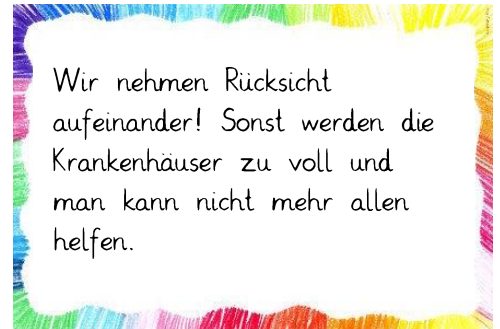 Wir nehmen Rücksicht
aufeinander! Sonst werden die
Krankenhäuser zu voll und
man kann nicht mehr allen
helfen.